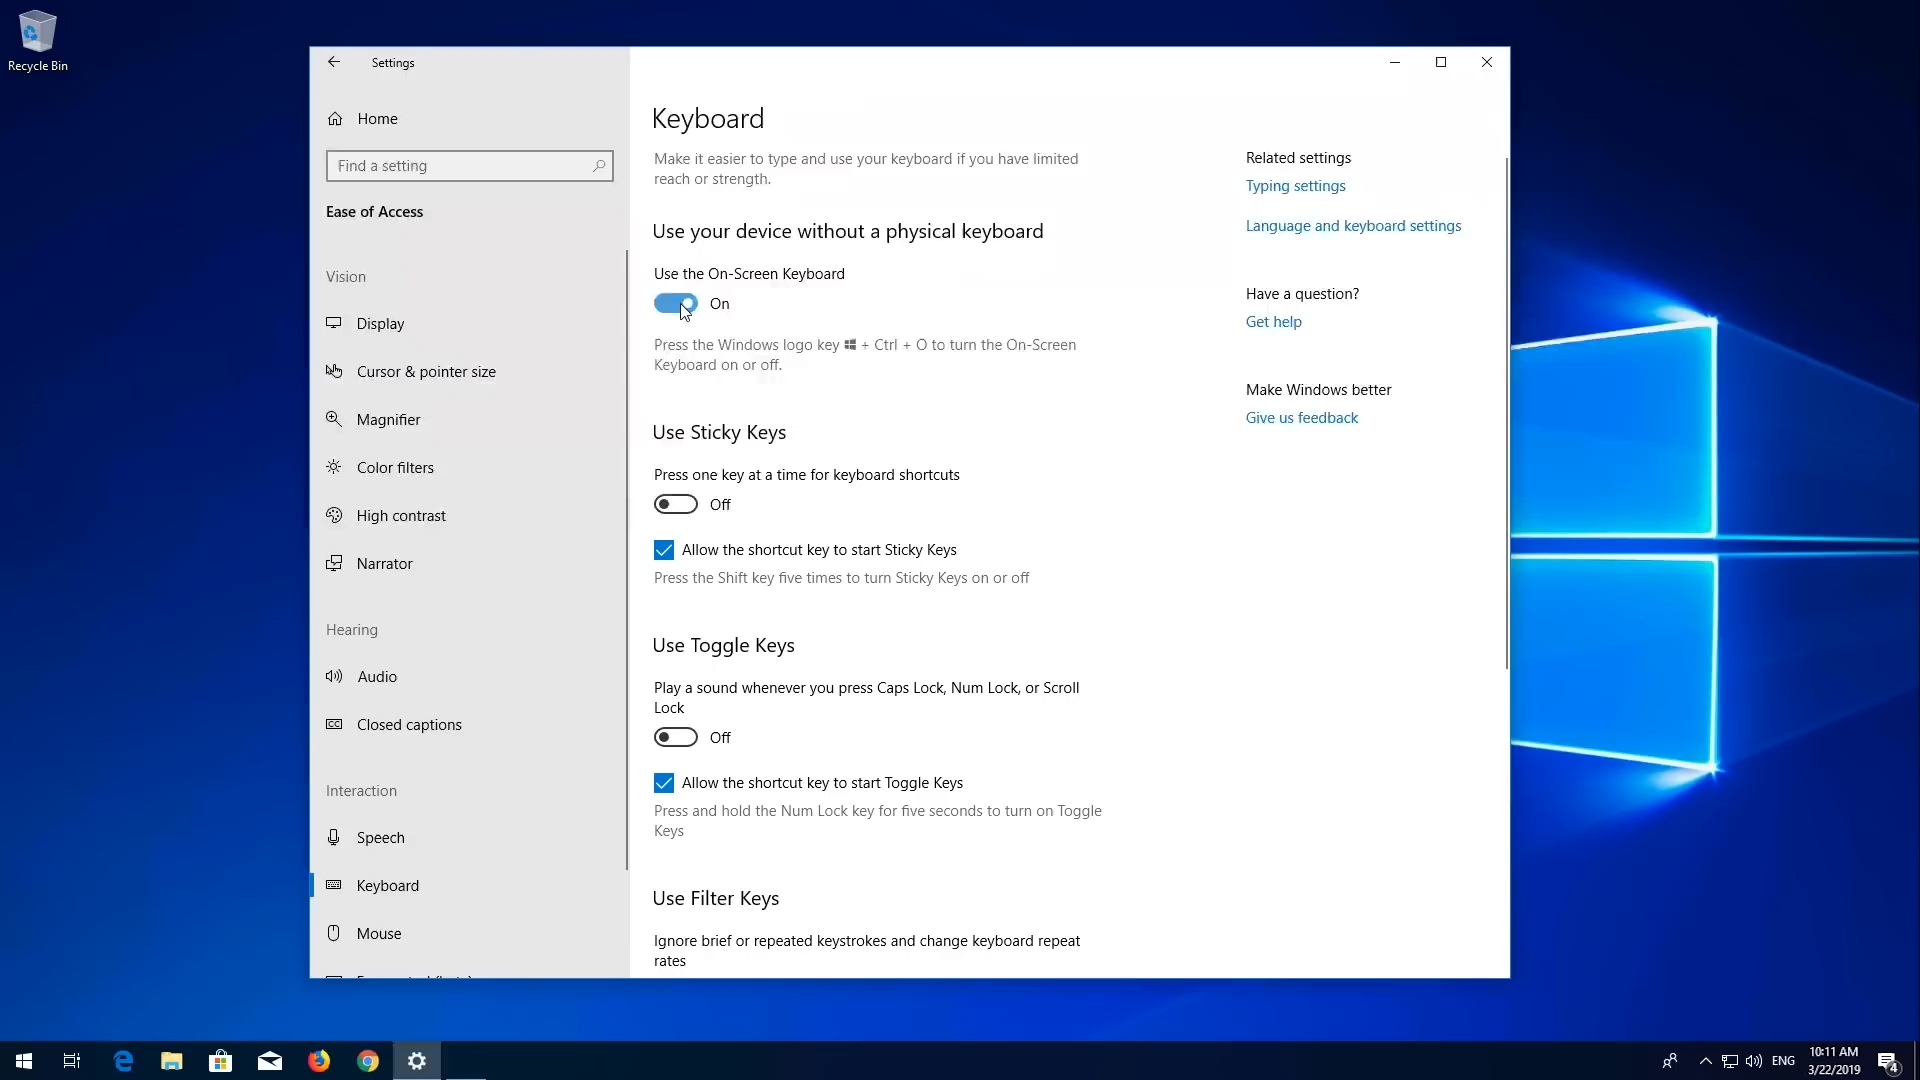 Recycle Bin
Settings
Home
Find a setting
Ease of Access
Vision
Display
Cursor & pointer size
Magnifier
Color filters
High contrast
Narrator
Hearing
Audio
Closed captions
Interaction
Speech
Keyboard
Mouse
Keyboard
Make it easier to type and use your keyboard if you have limited
reach or strength.
Use your device without a physical keyboard
Use the On-Screen Keyboard
On
Press the Windows logo key + Ctrl + O to turn the On-Screen
Keyboard on or off.
Use Sticky Keys
Press one key at a time for keyboard shortcuts
Off
Allow the shortcut key to start Sticky Keys
Press the Shift key five times to turn Sticky Keys on or off
Use Toggle Keys
Play a sound whenever you press Caps Lock, Num Lock, or Scroll
Lock
Off
Allow the shortcut key to start Toggle Keys
Press and hold the Num Lock key for five seconds to turn on Toggle
Keys
Use Filter Keys
Ignore brief or repeated keystrokes and change keyboard repeat
rates
Related settings
Typing settings
Language and keyboard settings
Have a question?
Get help
Make Windows better
Give us feedback
ENG
10:11 AM
3/22/2019
4